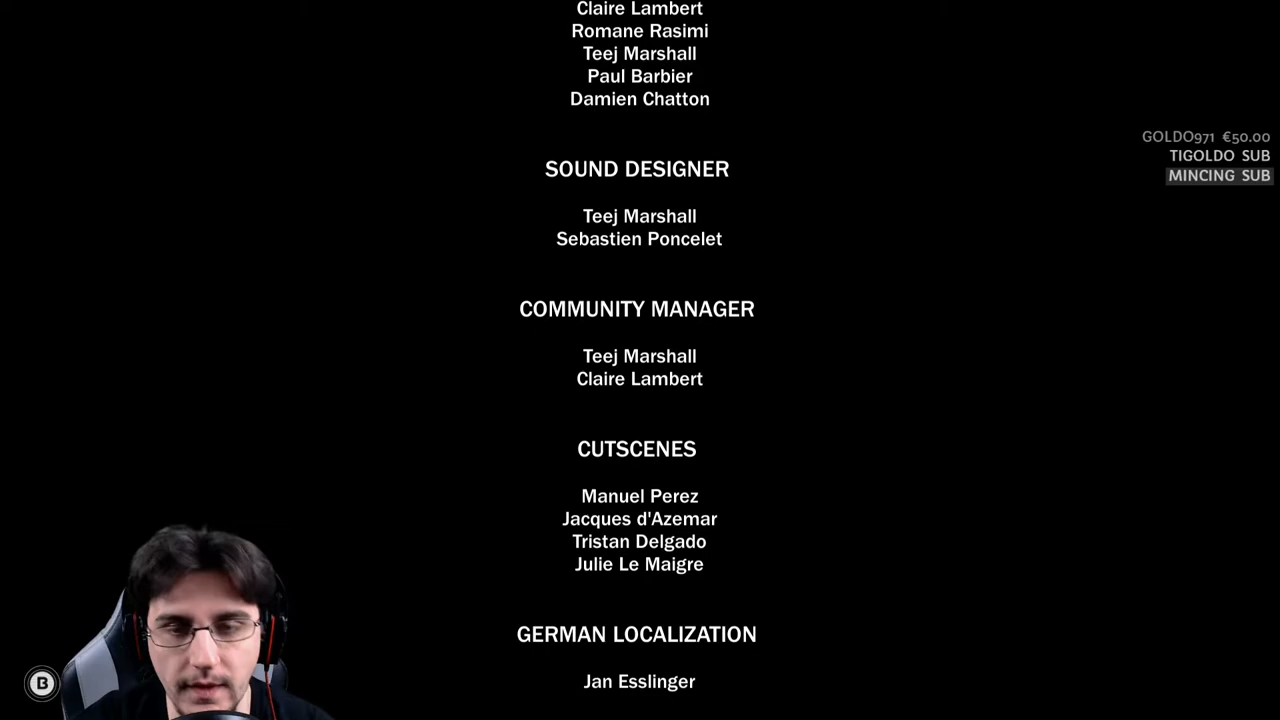 Claire Lambert
Romane Rasimi
Teej Marshall
Paul Barbier
Damien Chatton
GOLDO971 €50.00
TIGOLDO SUB
MINCING SUB
SOUND DESIGNER
Teej Marshall
Sebastien Poncelet
COMMUNITY MANAGER
Teej Marshall
Claire Lambert
CUTSCENES
Manuel Perez
Jacques d'Azemar
Tristan Delgado
Julie Le Maigre
GERMAN LOCALIZATION
Jan Esslinger
B